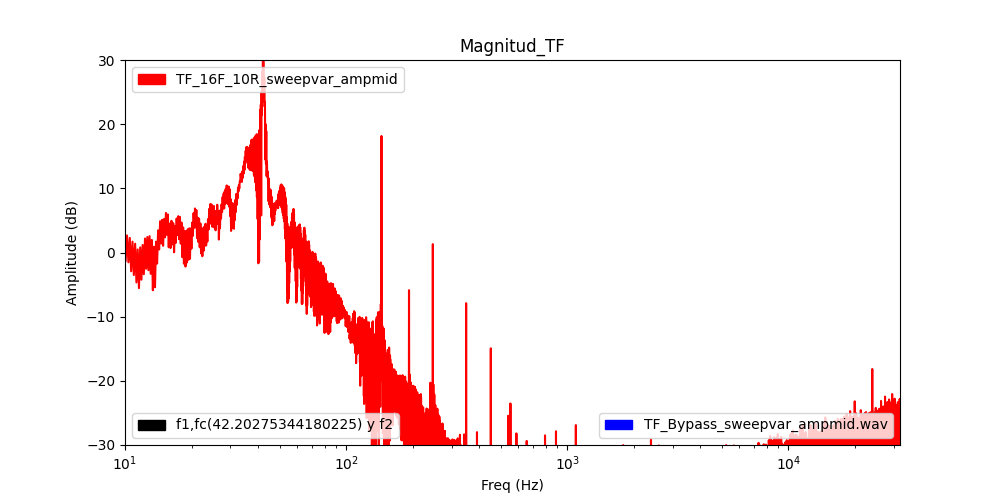 Magnitud_TF
TF_16F_10R_sweepvar_ampmid
Amplitude (dB)
30
20
10
0
−10
−20
−30
f1,fc(42.20275344180225) y f2
TF_Bypass_sweepvar_ampmid.wav
10¹
10²
10³
10⁴
Freq (Hz)